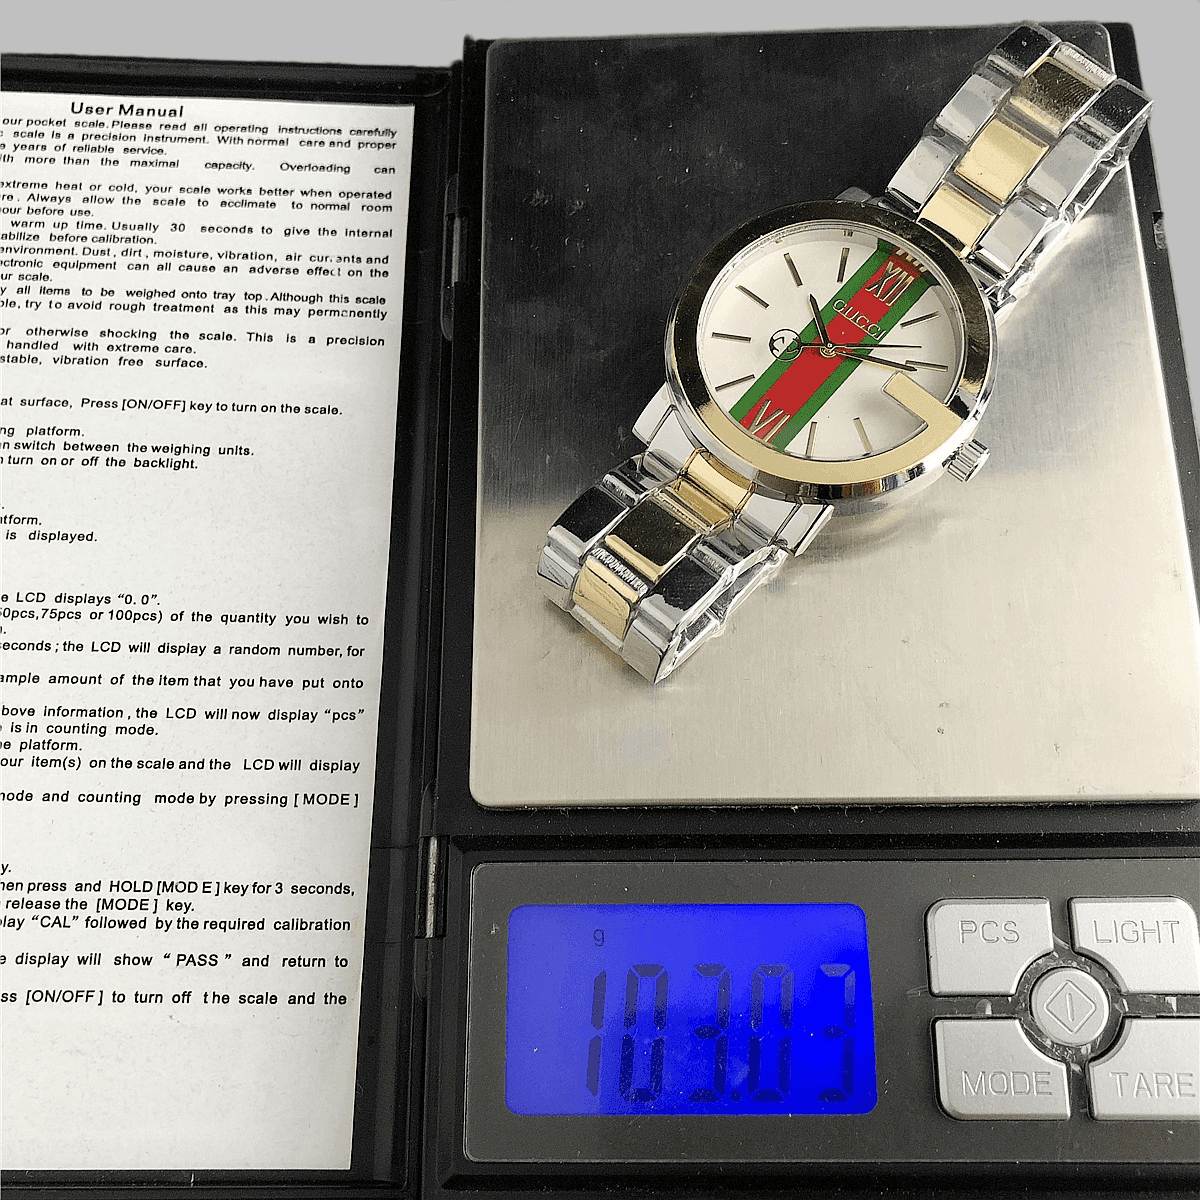 User Manual
our pocket scale. Please read all operating instructions carefully
scale is a precision instrument. With normal care and proper
years of reliable service.
ith more than the maximal capacity. Overloading can
extreme heat or cold, your scale works better when operated
re. Always allow the scale to acclimate to normal room
our before use.
warm up time. Usually 30 seconds to give the internal
abilize before calibration.
environment. Dust, dirt, moisture, vibration, air currants and
ectronic equipment can all cause an adverse effect on the
ur scale.
y all items to be weighed onto tray top. Although this scale
ble, try to avoid rough treatment as this may permanently
or otherwise shocking the scale. This is a precision
handled with extreme care.
stable, vibration free surface.
at surface, Press [ON/OFF] key to turn on the scale.
ng platform.
n switch between the weighing units.
n turn on or off the backlight.
atform.
is displayed.
e LCD displays "0.0".
50pcs,75pcs or 100pcs) of the quantity you wish to
seconds; the LCD will display a random number, for
ample amount of the item that you have put onto
bove information, the LCD will now display "pcs"
is in counting mode.
e platform.
our item(s) on the scale and the LCD will display
mode and counting mode by pressing [MODE]
y.
hen press and HOLD [MODE] key for 3 seconds,
release the [MODE] key.
play "CAL" followed by the required calibration
e display will show "PASS" and return to
ss [ON/OFF] to turn off the scale and the
XII
GUCCI
VI
g
103.03
PCS
LIGHT
MODE
TARE